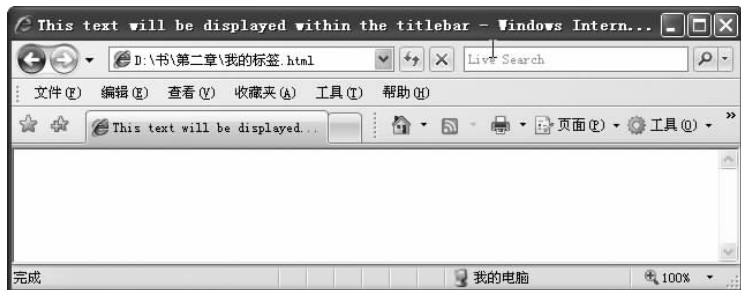 This text will be displayed within the titlebar - Windows Intern...
D:\书\第二章\我的标签.html Live Search
文件(F) 编辑(E) 查看(V) 收藏夹(A) 工具(T) 帮助(H)
This text will be displayed... 页面(P) 工具(O) »
完成 我的电脑 100%